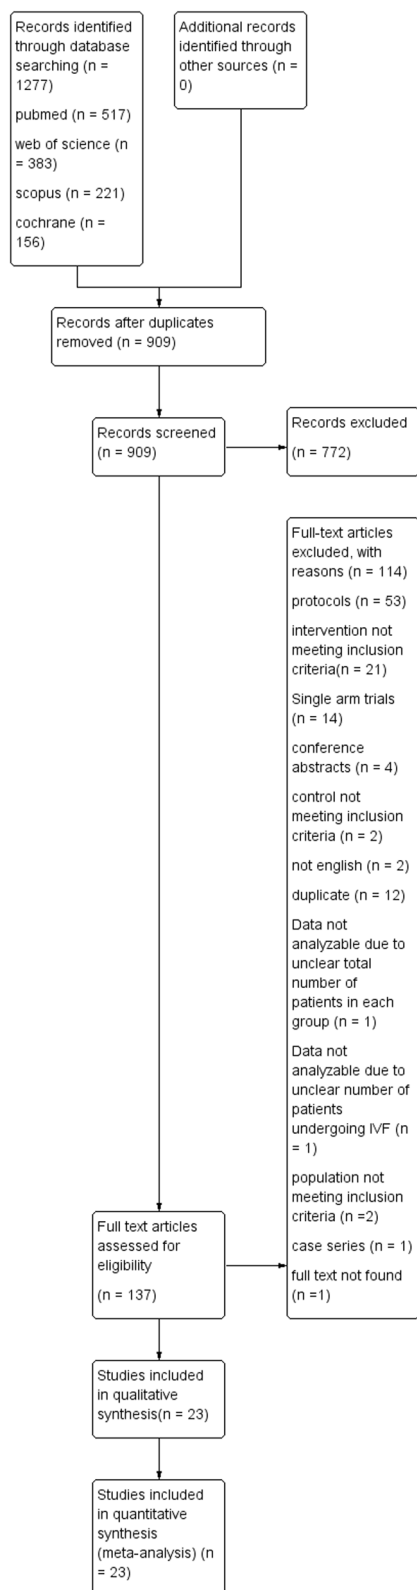 Records identified
through database
searching (n =
1277)
pubmed (n = 517)
web of science (n
= 383)
scopus (n = 221)
cochrane (n =
156)
Additional records
identified through
other sources (n =
0)
Records after duplicates
removed (n = 909)
Records screened
(n = 909)
Records excluded
(n = 772)
Full-text articles
excluded, with
reasons (n = 114)
protocols (n = 53)
intervention not
meeting inclusion
criteria(n = 21)
Single arm trials
(n = 14)
conference
abstracts (n = 4)
control not
meeting inclusion
criteria (n = 2)
not english (n = 2)
duplicate (n = 12)
Data not
analyzable due to
unclear total
number of
patients in each
group (n = 1)
Data not
analyzable due to
unclear number of
patients
undergoing IVF (n
= 1)
population not
meeting inclusion
criteria (n =2)
case series (n = 1)
full text not found
(n =1)
Full text articles
assessed for
eligibility
(n = 137)
Studies included
in qualitative
synthesis(n = 23)
Studies included
in quantitative
synthesis
(meta-analysis) (n
= 23)